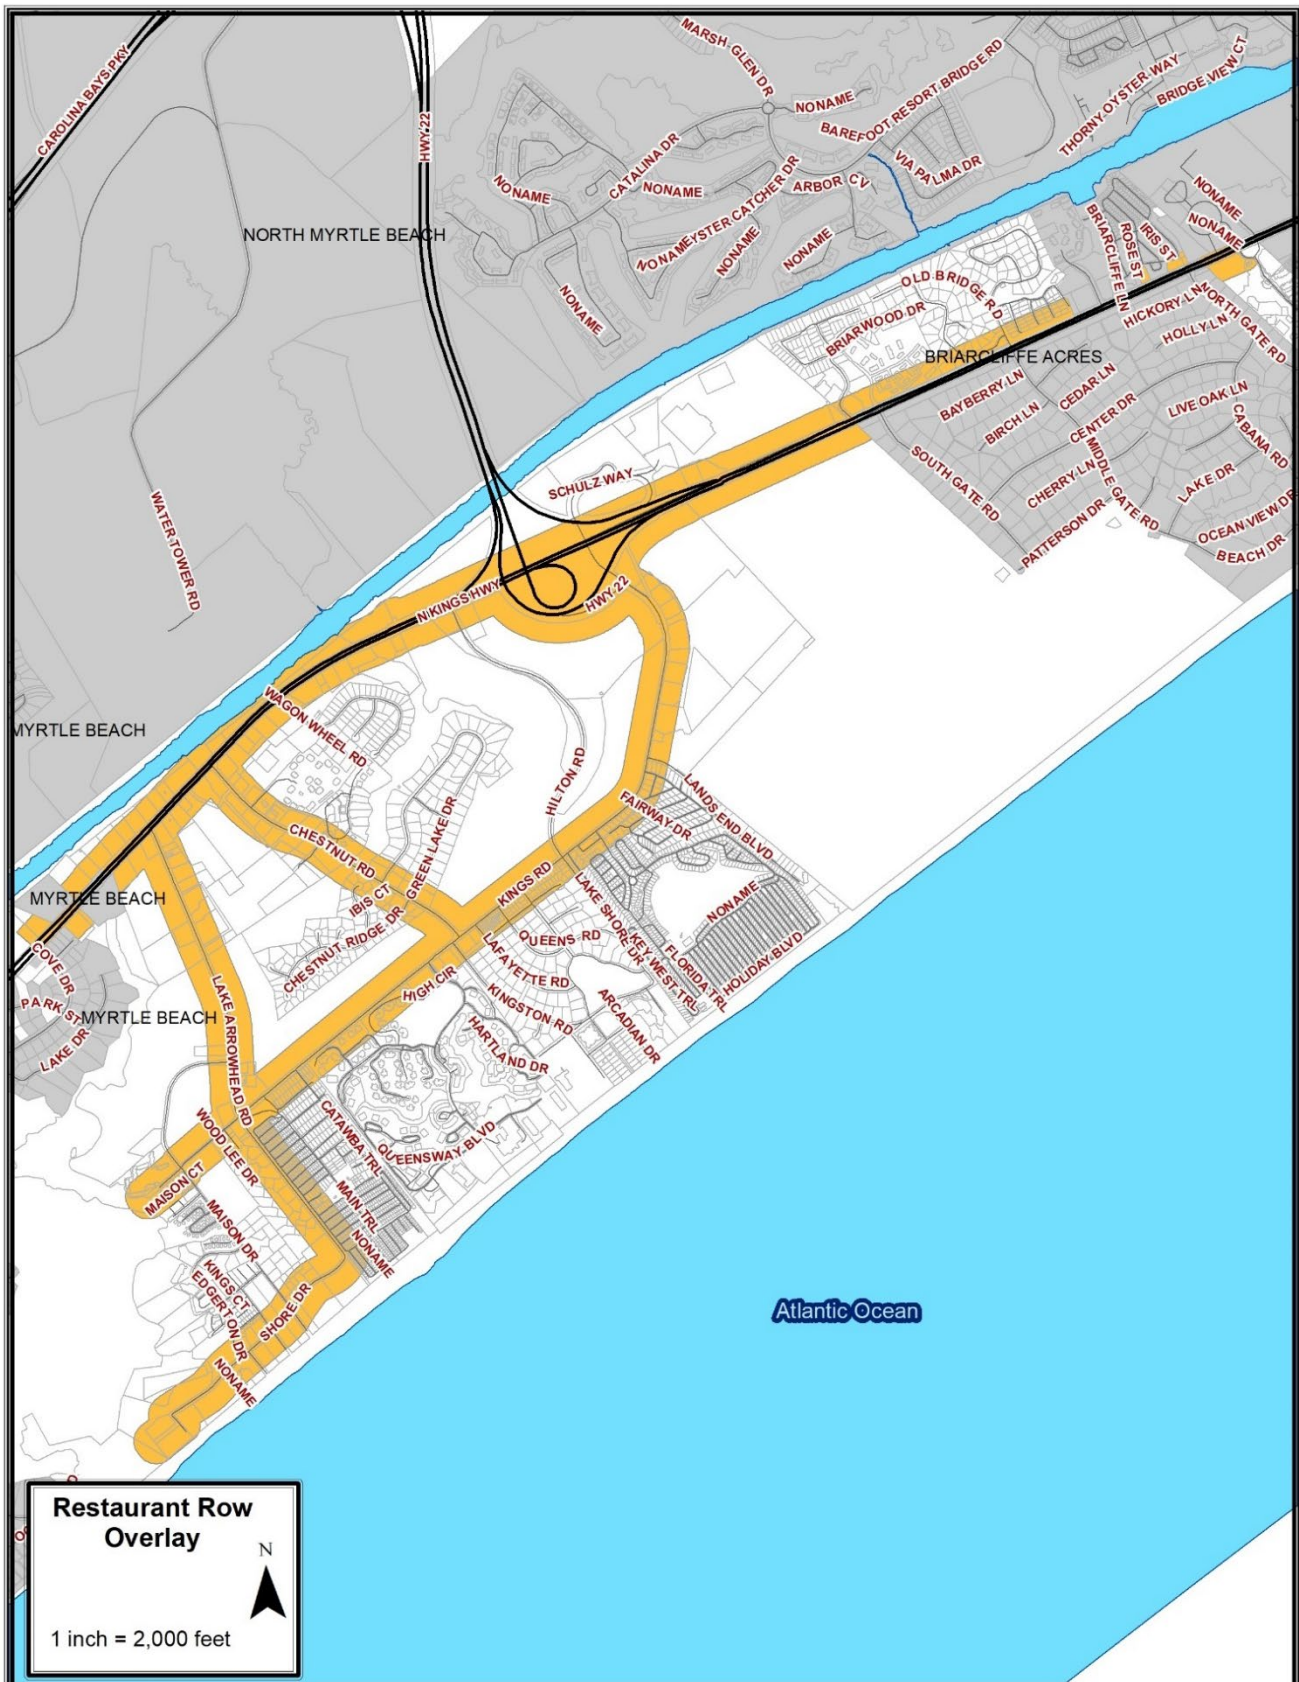 MARSH GLEN DR
BRIDGE VIEW CT
THORNY OYSTER WAY
CAROLINA BAYS PKY
HWY 22
NONAME
BAREFOOT RESORT BRIDGE RD
CATALINA DR
VIA PALMA DR
NONAME
NONAME
ARBOR CV
NONAME
NORTH MYRTLE BEACH
NONAME
YSTER CATCHER DR
NONAME
NONAME
NONAME
BRIARCLIFFE LN
ROSE ST
IRIS ST
NONAME
NONAME
OLD BRIDGE RD
HICKORY LN
NORTH GATE RD
BRIARWOOD DR
HOLLY LN
BRIARCLIFFE ACRES
BAYBERRY LN
CEDAR LN
BIRCH LN
CENTER DR
LIVE OAK LN
CABANA RD
SOUTH GATE RD
CHERRY LN
MIDDLE GATE RD
LAKE DR
SCHULZ WAY
PATTERSON DR
OCEAN VIEW DR
BEACH DR
WATER TOWER RD
N KINGS HWY
HWY 22
MYRTLE BEACH
WAGON WHEEL RD
HILTON RD
LANDS END BLVD
FAIRWAY DR
CHESTNUT RD
GREEN LAKE DR
IBIS CT
KINGS RD
MYRTLE BEACH
LAKE SHORE DR
NONAME
CHESTNUT RIDGE DR
QUEENS RD
KEY WEST TRL
FLORIDA TRL
HOLIDAY BLVD
COVE DR
LAFAYETTE RD
HIGH CIR
KINGSTON RD
ARCADIAN DR
PARK ST
MYRTLE BEACH
LAKE ARROWHEAD RD
LAKE DR
HARTLAND DR
WOOD LEE DR
CATAWBA TRL
QUEENSWAY BLVD
MAISON CT
MAIN TRL
MAISON DR
NONAME
KINGS CT
EDGERTON DR
SHORE DR
NONAME
Atlantic Ocean
Restaurant Row
Overlay
N
1 inch = 2,000 feet